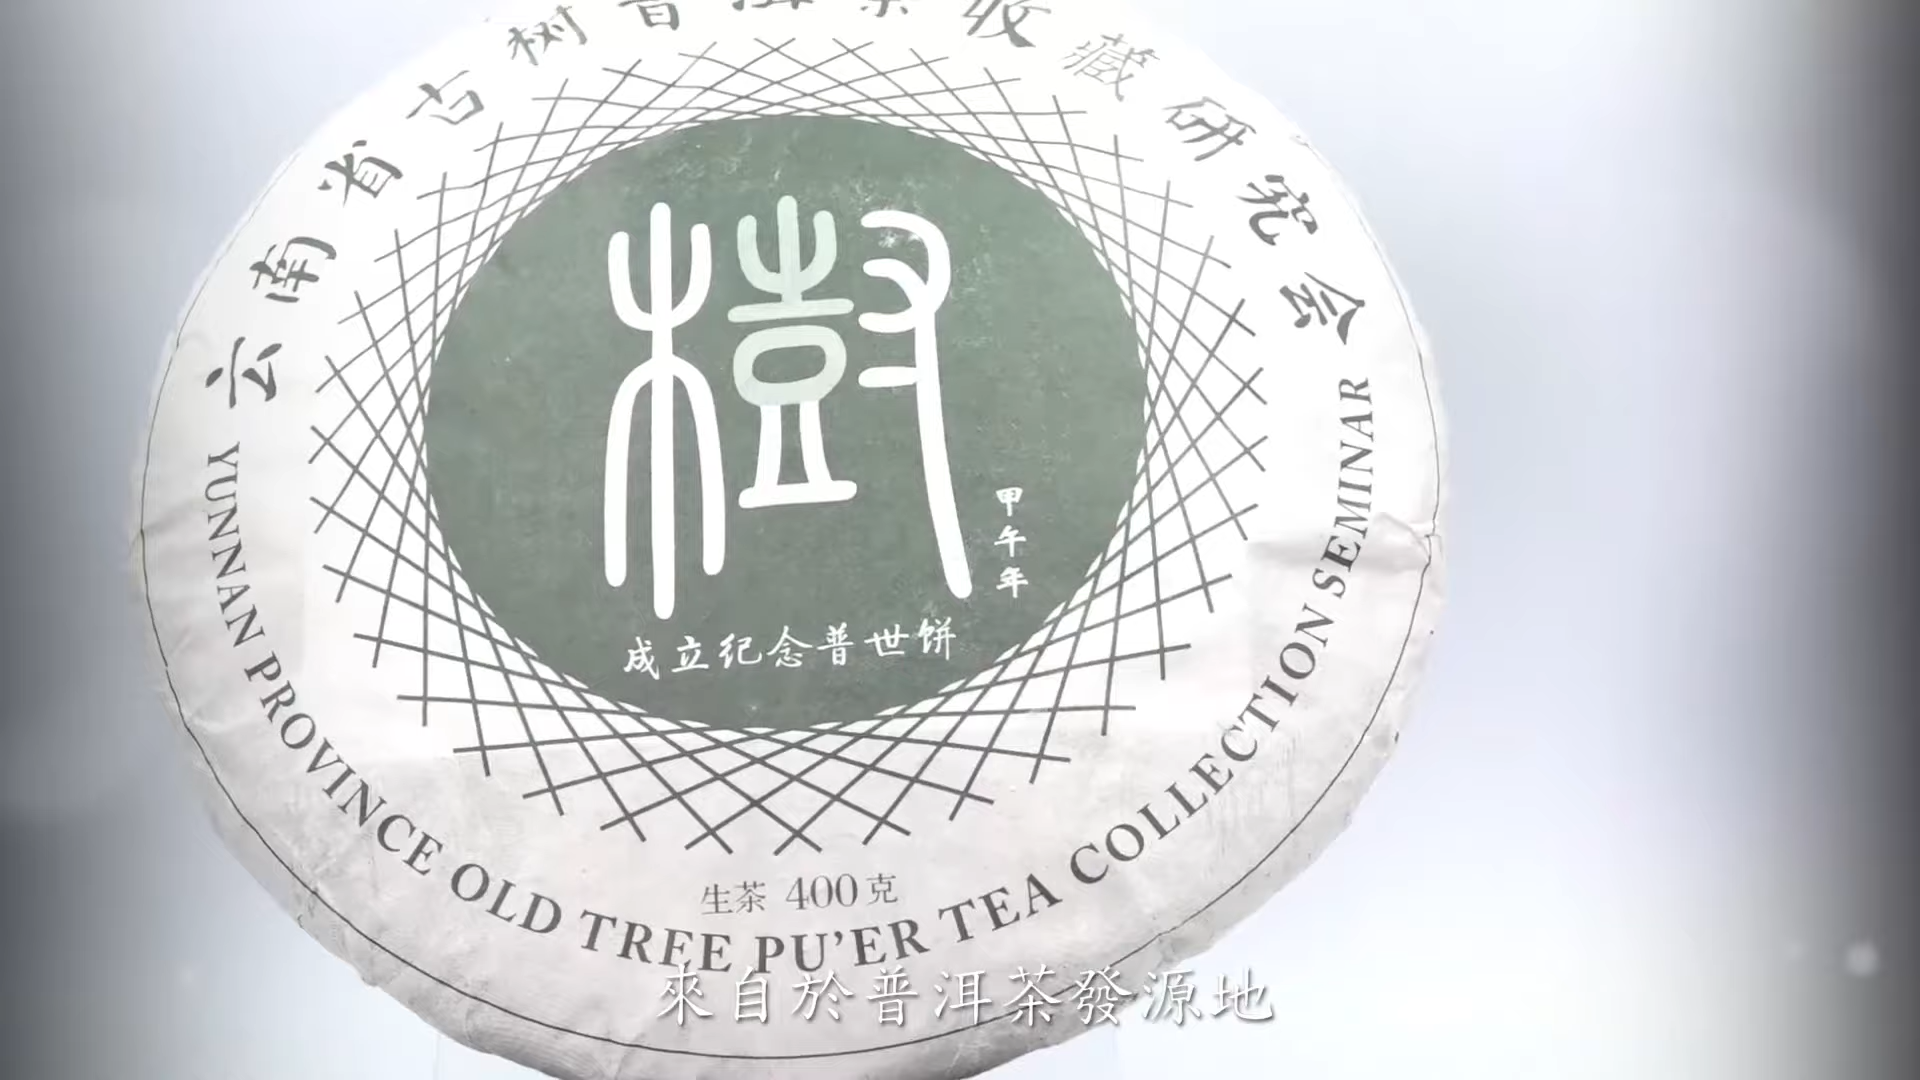 云南省古树普洱茶收藏研究会
樹
甲午年
成立纪念普世饼
生茶 400克
YUNNAN PROVINCE OLD TREE PU'ER TEA COLLECTION SEMINAR
來自於普洱茶發源地